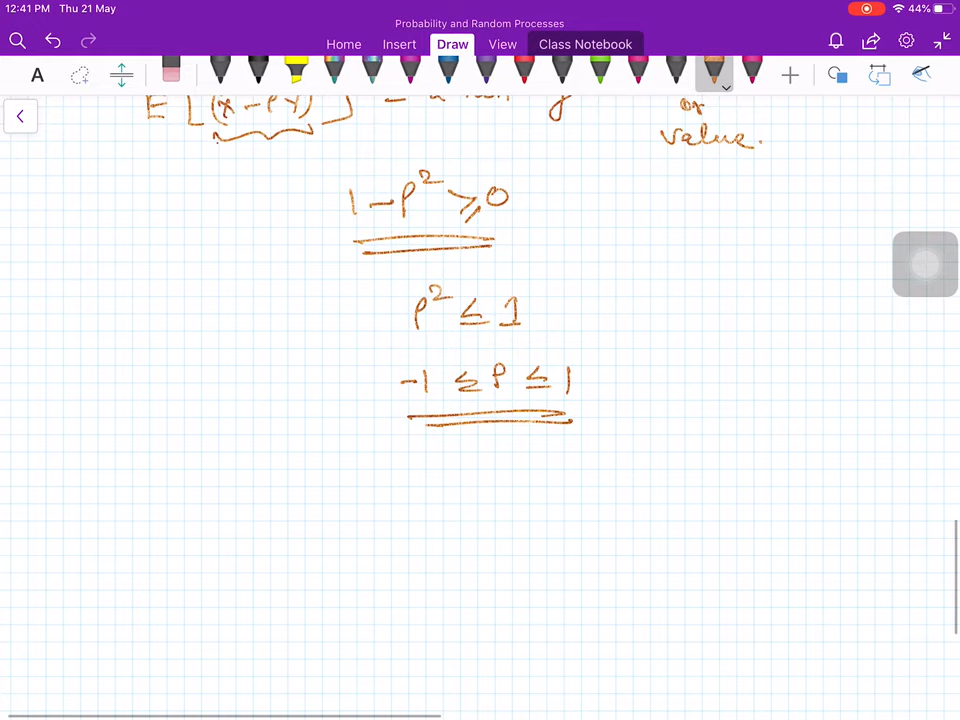 12:41 PM Thu 21 May
44%
Probability and Random Processes
Home Insert Draw View Class Notebook
A
or
value.
1 - ρ² ≥ 0
ρ² ≤ 1
-1 ≤ ρ ≤ 1